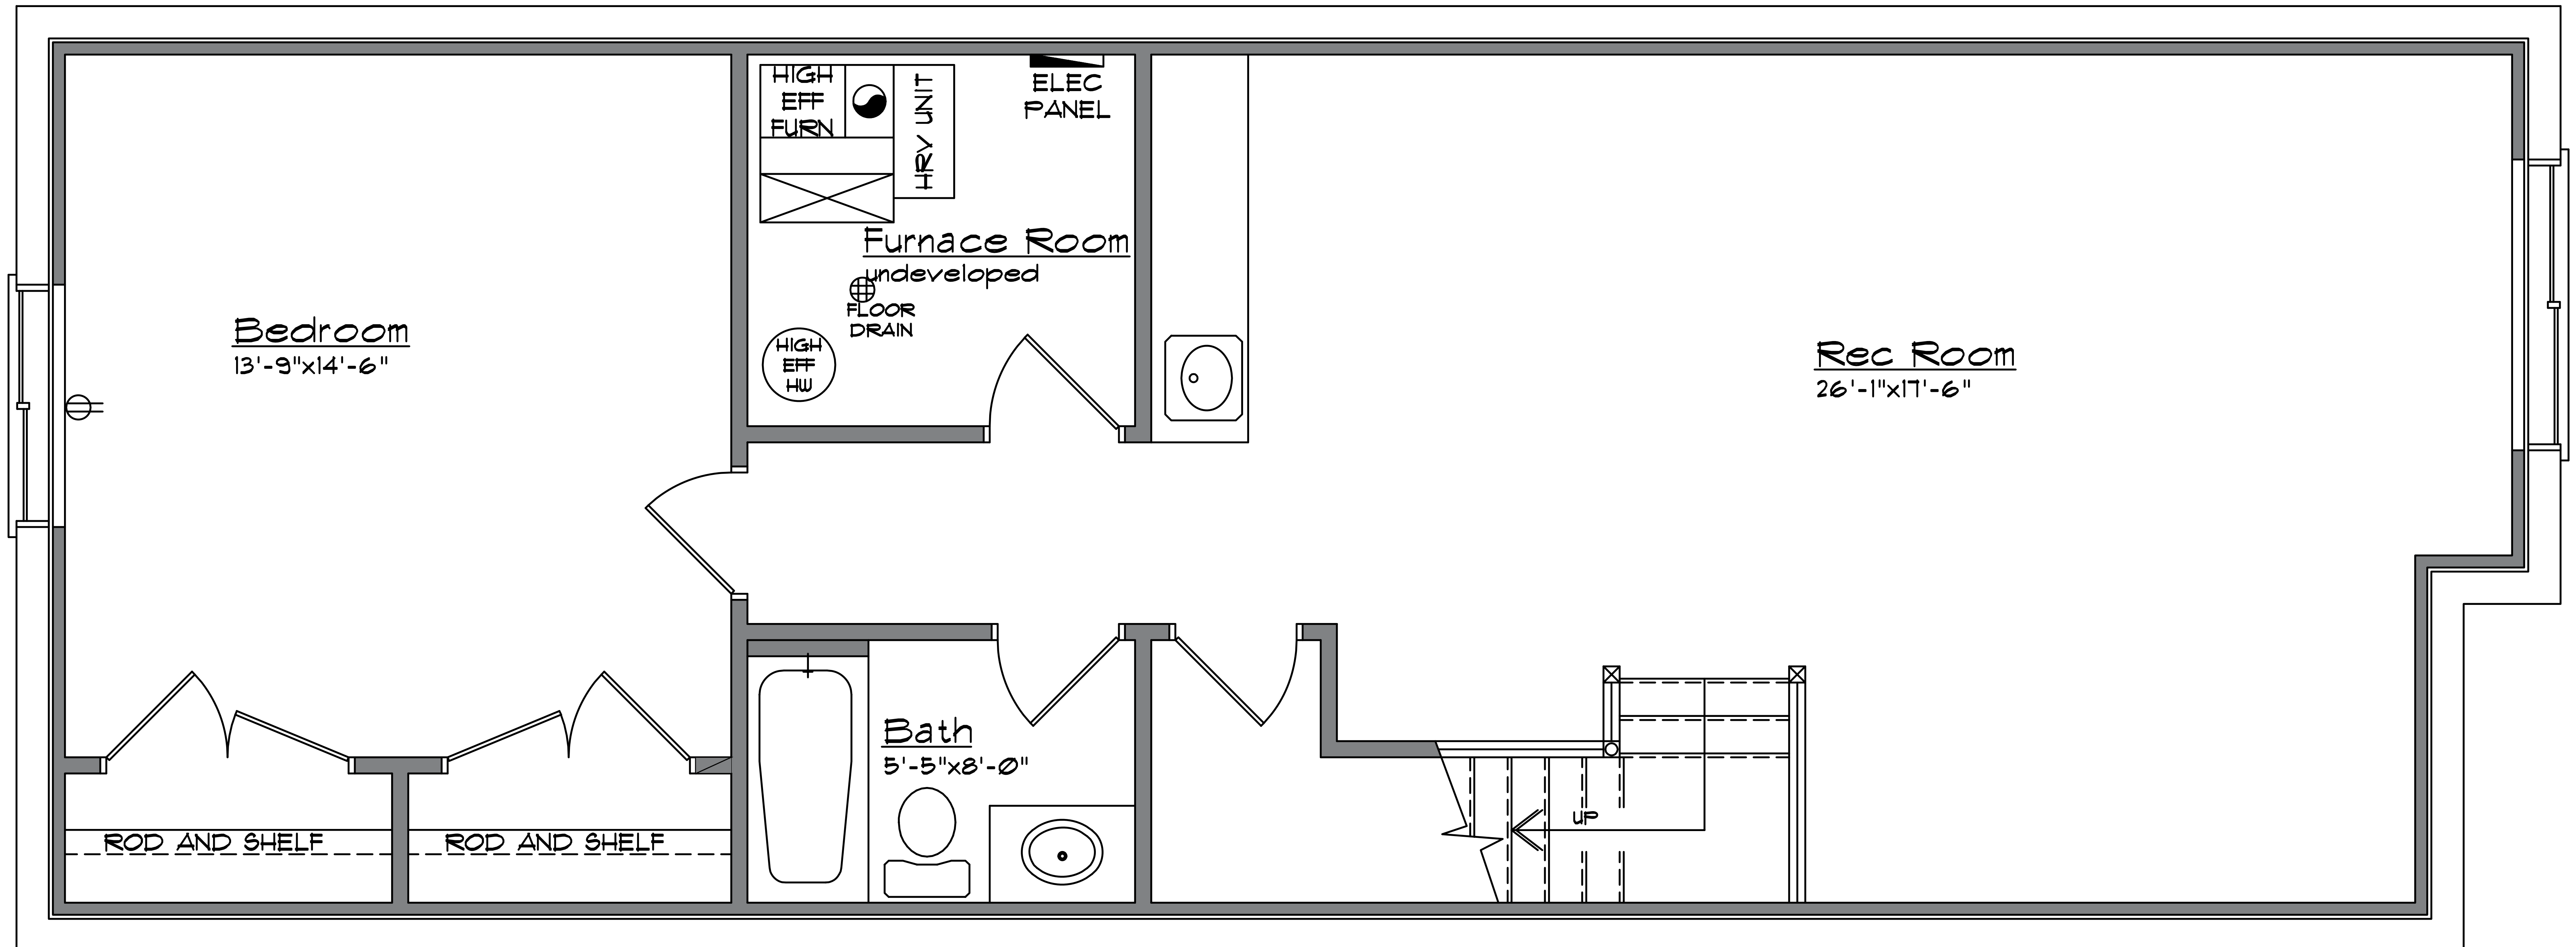 HIGH
EFF
FURN
HRV UNIT
ELEC
PANEL
Furnace Room
undeveloped
FLOOR
DRAIN
HIGH
EFF
HW
Bedroom
13'-9"x14'-6"
Rec Room
26'-1"x17'-6"
Bath
5'-5"x8'-0"
UP
ROD AND SHELF
ROD AND SHELF